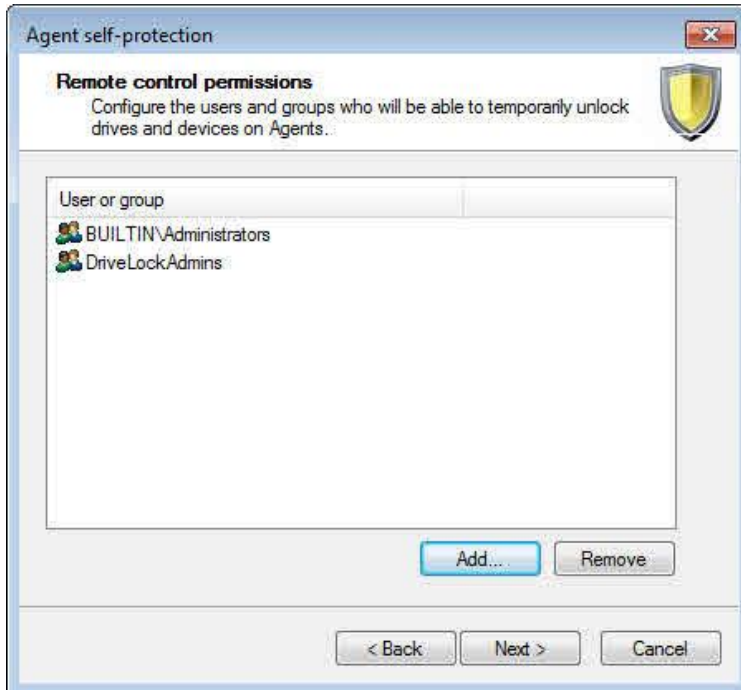 Agent self-protection
Remote control permissions
Configure the users and groups who will be able to temporarily unlock
drives and devices on Agents.
User or group
BUILTIN\Administrators
DriveLockAdmins
Add...
Remove
< Back
Next >
Cancel